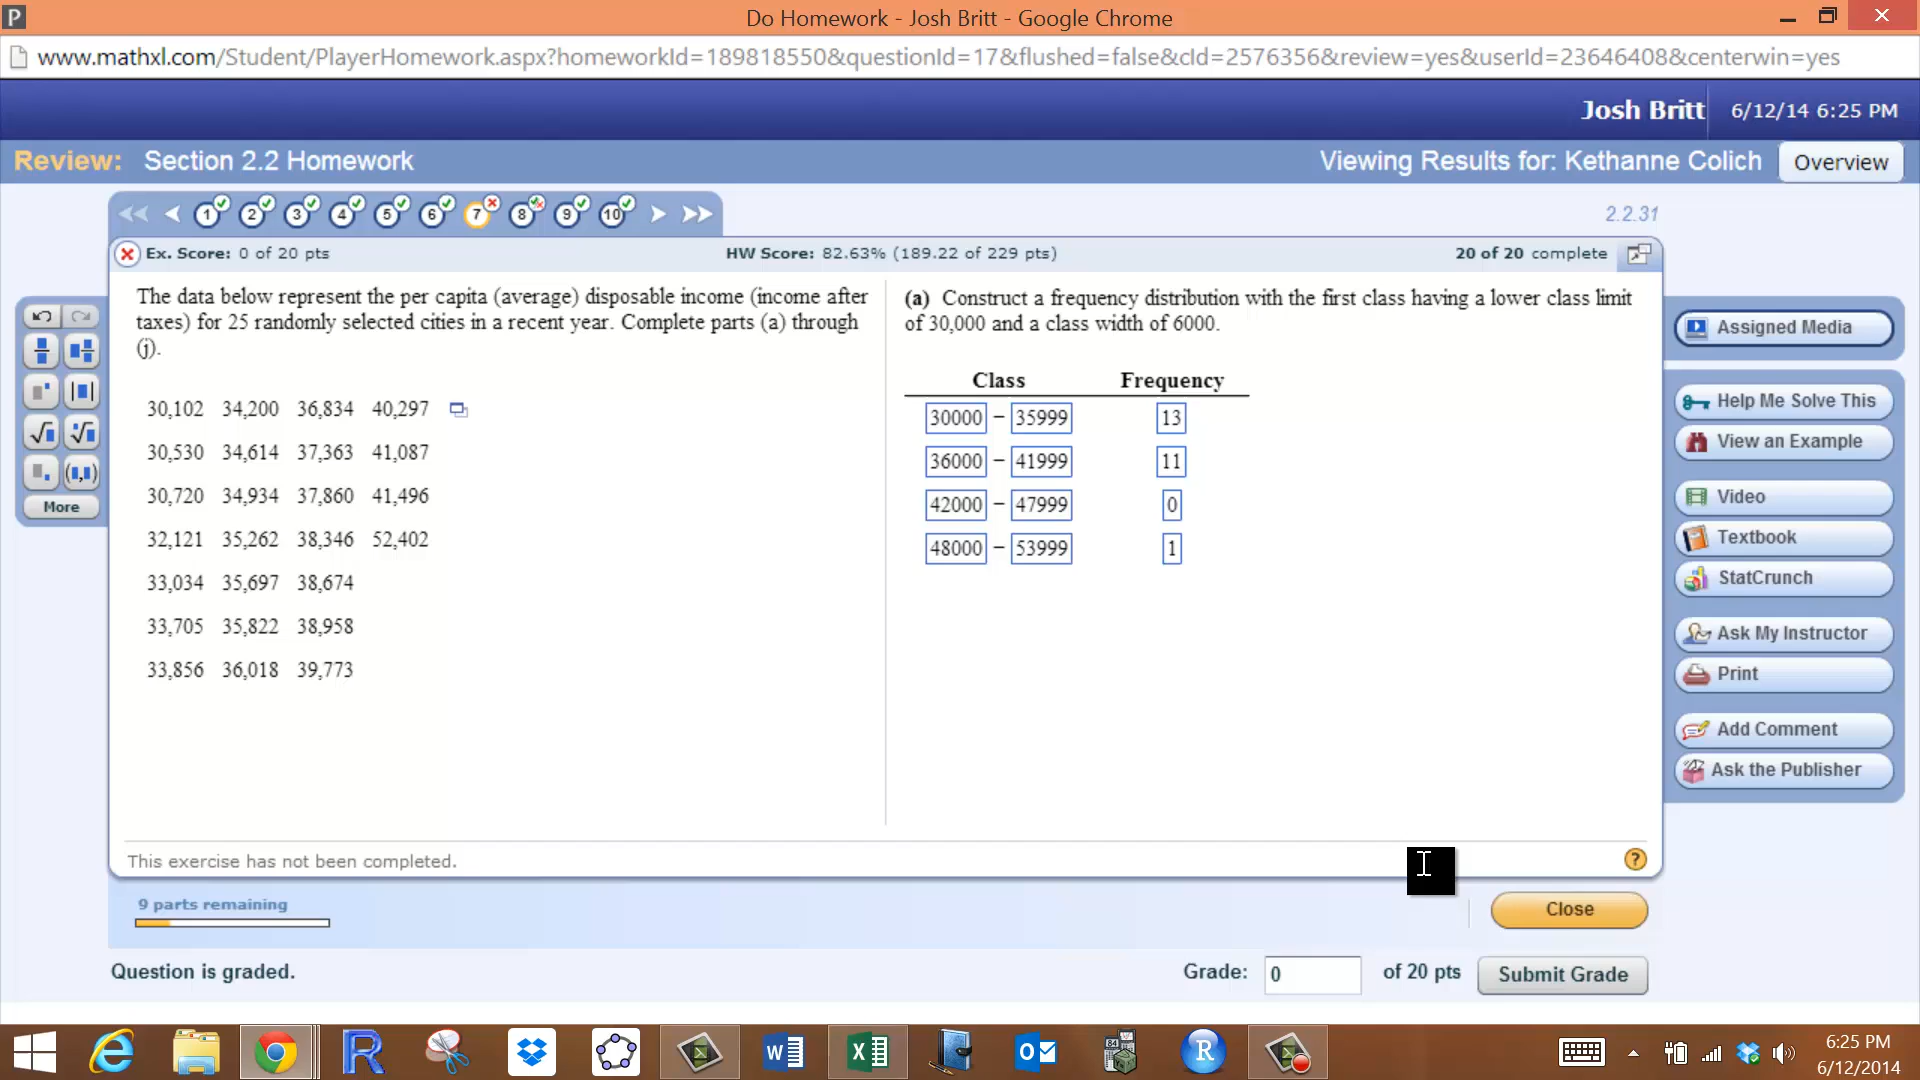 Do Homework - Josh Britt - Google Chrome
www.mathxl.com/Student/PlayerHomework.aspx?homeworkId=189818550&questionId=17&flushed=false&cId=2576356&review=yes&userId=23646408&centerwin=yes
Josh Britt 6/12/14 6:25 PM
Review: Section 2.2 Homework
Viewing Results for: Kethanne Colich Overview
1 2 3 4 5 6 7 8 9 10
2.2.31
Ex. Score: 0 of 20 pts
HW Score: 82.63% (189.22 of 229 pts)
20 of 20 complete
The data below represent the per capita (average) disposable income (income after
taxes) for 25 randomly selected cities in a recent year. Complete parts (a) through
(j).
30,102 34,200 36,834 40,297
30,530 34,614 37,363 41,087
30,720 34,934 37,860 41,496
32,121 35,262 38,346 52,402
33,034 35,697 38,674
33,705 35,822 38,958
33,856 36,018 39,773
(a) Construct a frequency distribution with the first class having a lower class limit
of 30,000 and a class width of 6000.
Class Frequency
30000 – 35999 13
36000 – 41999 11
42000 – 47999 0
48000 – 53999 1
More
Assigned Media
Help Me Solve This
View an Example
Video
Textbook
StatCrunch
Ask My Instructor
Print
Add Comment
Ask the Publisher
This exercise has not been completed.
?
9 parts remaining
Close
Question is graded.
Grade: 0 of 20 pts Submit Grade
6:25 PM
6/12/2014